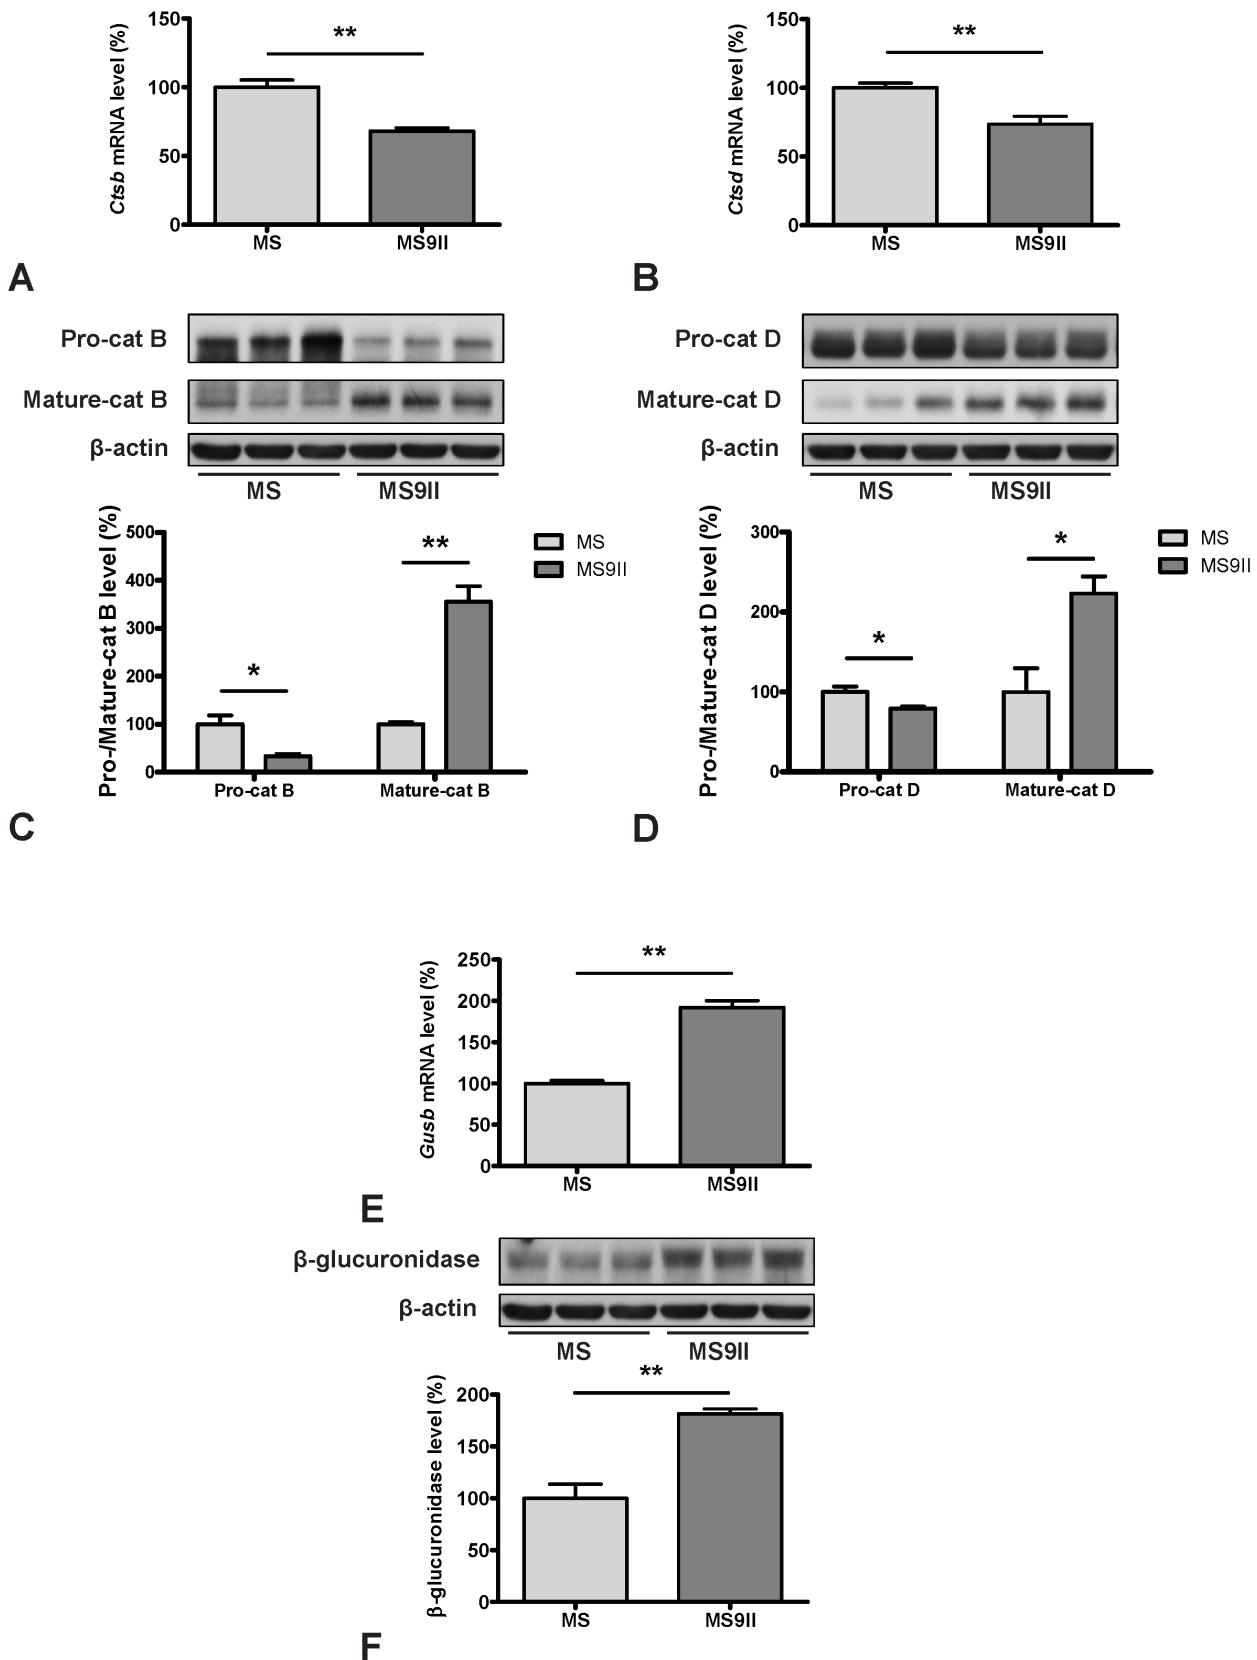 150
100
50
0
Ctsb mRNA level (%)
**
MS MS9II
A
150
100
50
0
Ctsd mRNA level (%)
**
MS MS9II
B
Pro-cat B
Mature-cat B
β-actin
MS MS9II
500
400
300
200
100
0
Pro-/Mature-cat B level (%)
*
**
MS
MS9II
Pro-cat B Mature-cat B
C
Pro-cat D
Mature-cat D
β-actin
MS MS9II
300
200
100
0
Pro-/Mature-cat D level (%)
*
*
MS
MS9II
Pro-cat D Mature-cat D
D
250
200
150
100
50
0
Gusb mRNA level (%)
**
MS MS9II
E
β-glucuronidase
β-actin
MS MS9II
200
150
100
50
0
β-glucuronidase level (%)
**
MS MS9II
F